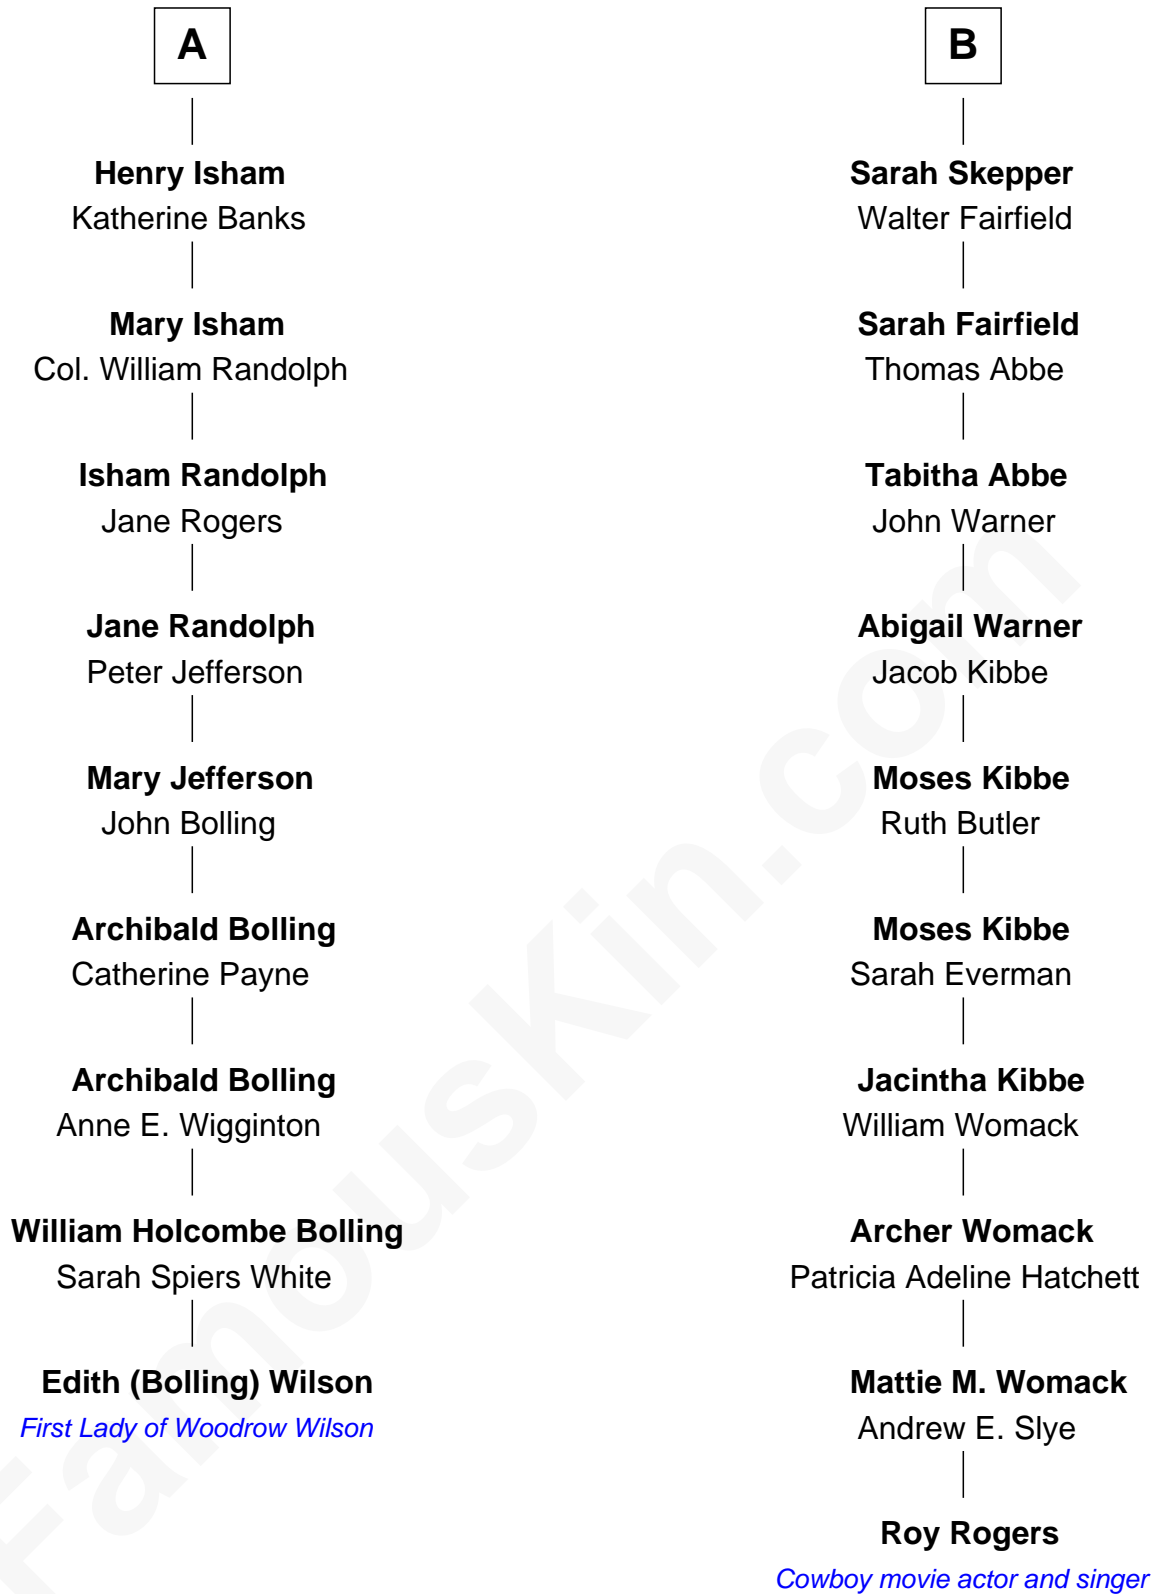 A
Henry Isham
Katherine Banks
Mary Isham
Col. William Randolph
Isham Randolph
Jane Rogers
Jane Randolph
Peter Jefferson
Mary Jefferson
John Bolling
Archibald Bolling
Catherine Payne
Archibald Bolling
Anne E. Wigginton
William Holcombe Bolling
Sarah Spiers White
Edith (Bolling) Wilson
First Lady of Woodrow Wilson
B
Sarah Skepper
Walter Fairfield
Sarah Fairfield
Thomas Abbe
Tabitha Abbe
John Warner
Abigail Warner
Jacob Kibbe
Moses Kibbe
Ruth Butler
Moses Kibbe
Sarah Everman
Jacintha Kibbe
William Womack
Archer Womack
Patricia Adeline Hatchett
Mattie M. Womack
Andrew E. Slye
Roy Rogers
Cowboy movie actor and singer
FamousKin.com